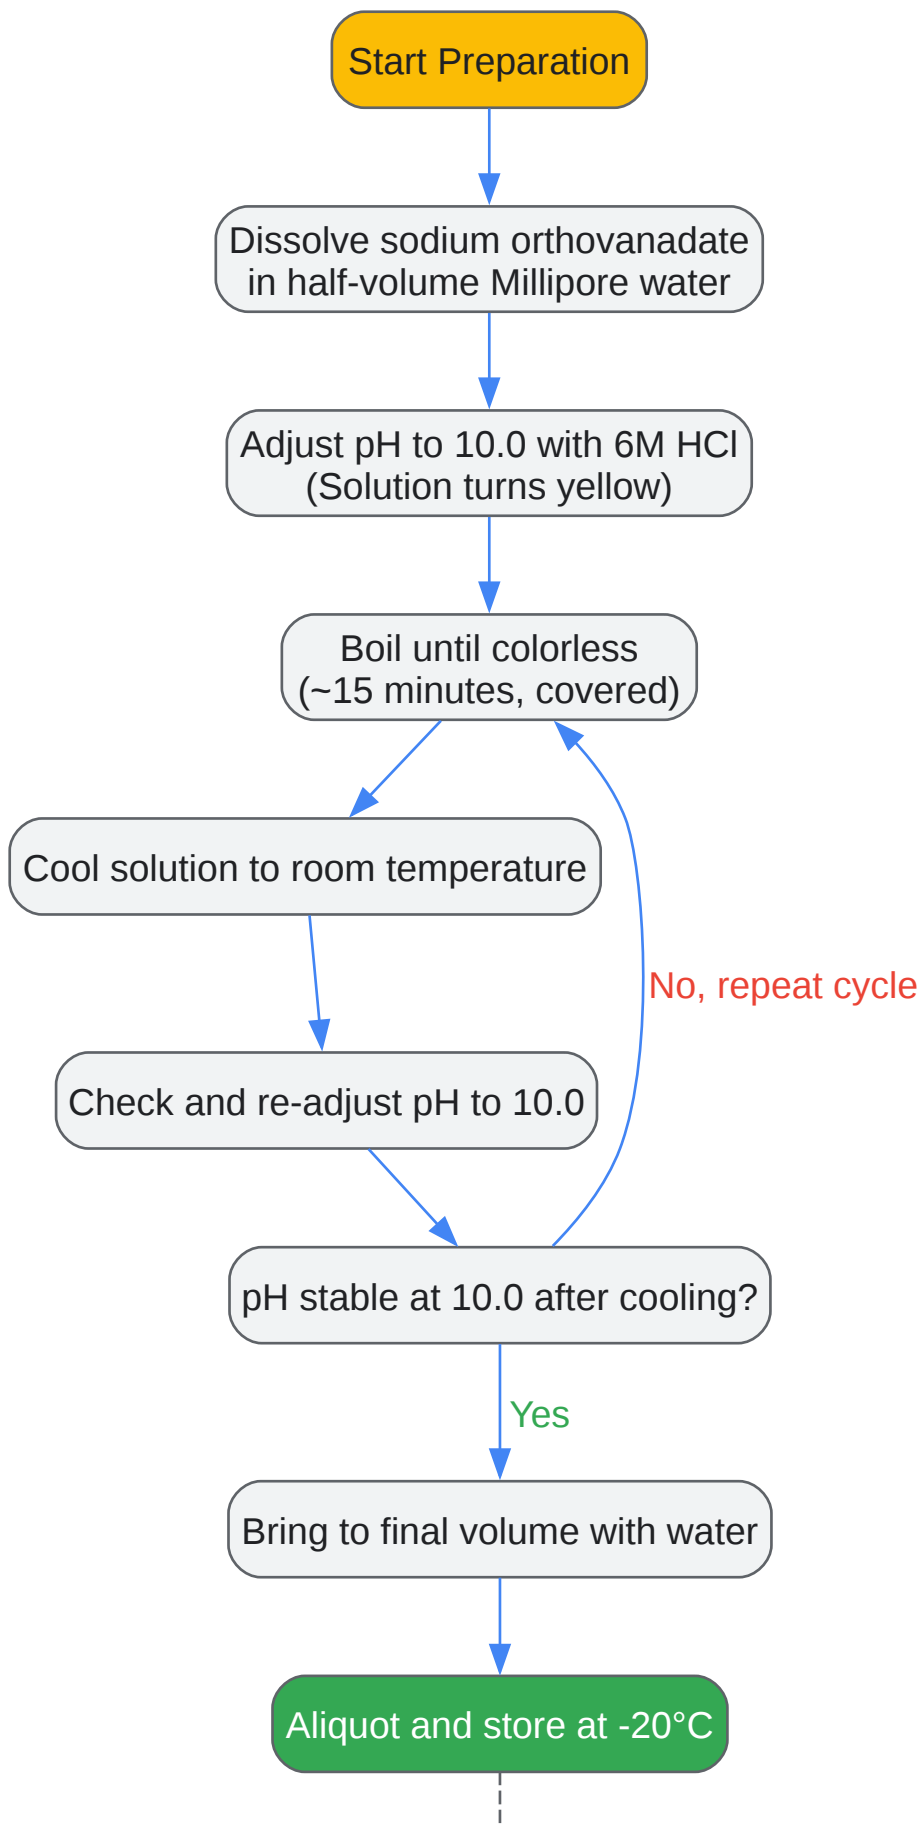 Start Preparation
Dissolve sodium orthovanadate
in half-volume Millipore water
Adjust pH to 10.0 with 6M HCl
(Solution turns yellow)
Boil until colorless
(~15 minutes, covered)
Cool solution to room temperature
No, repeat cycle
Check and re-adjust pH to 10.0
pH stable at 10.0 after cooling?
Yes
Bring to final volume with water
Aliquot and store at -20°C